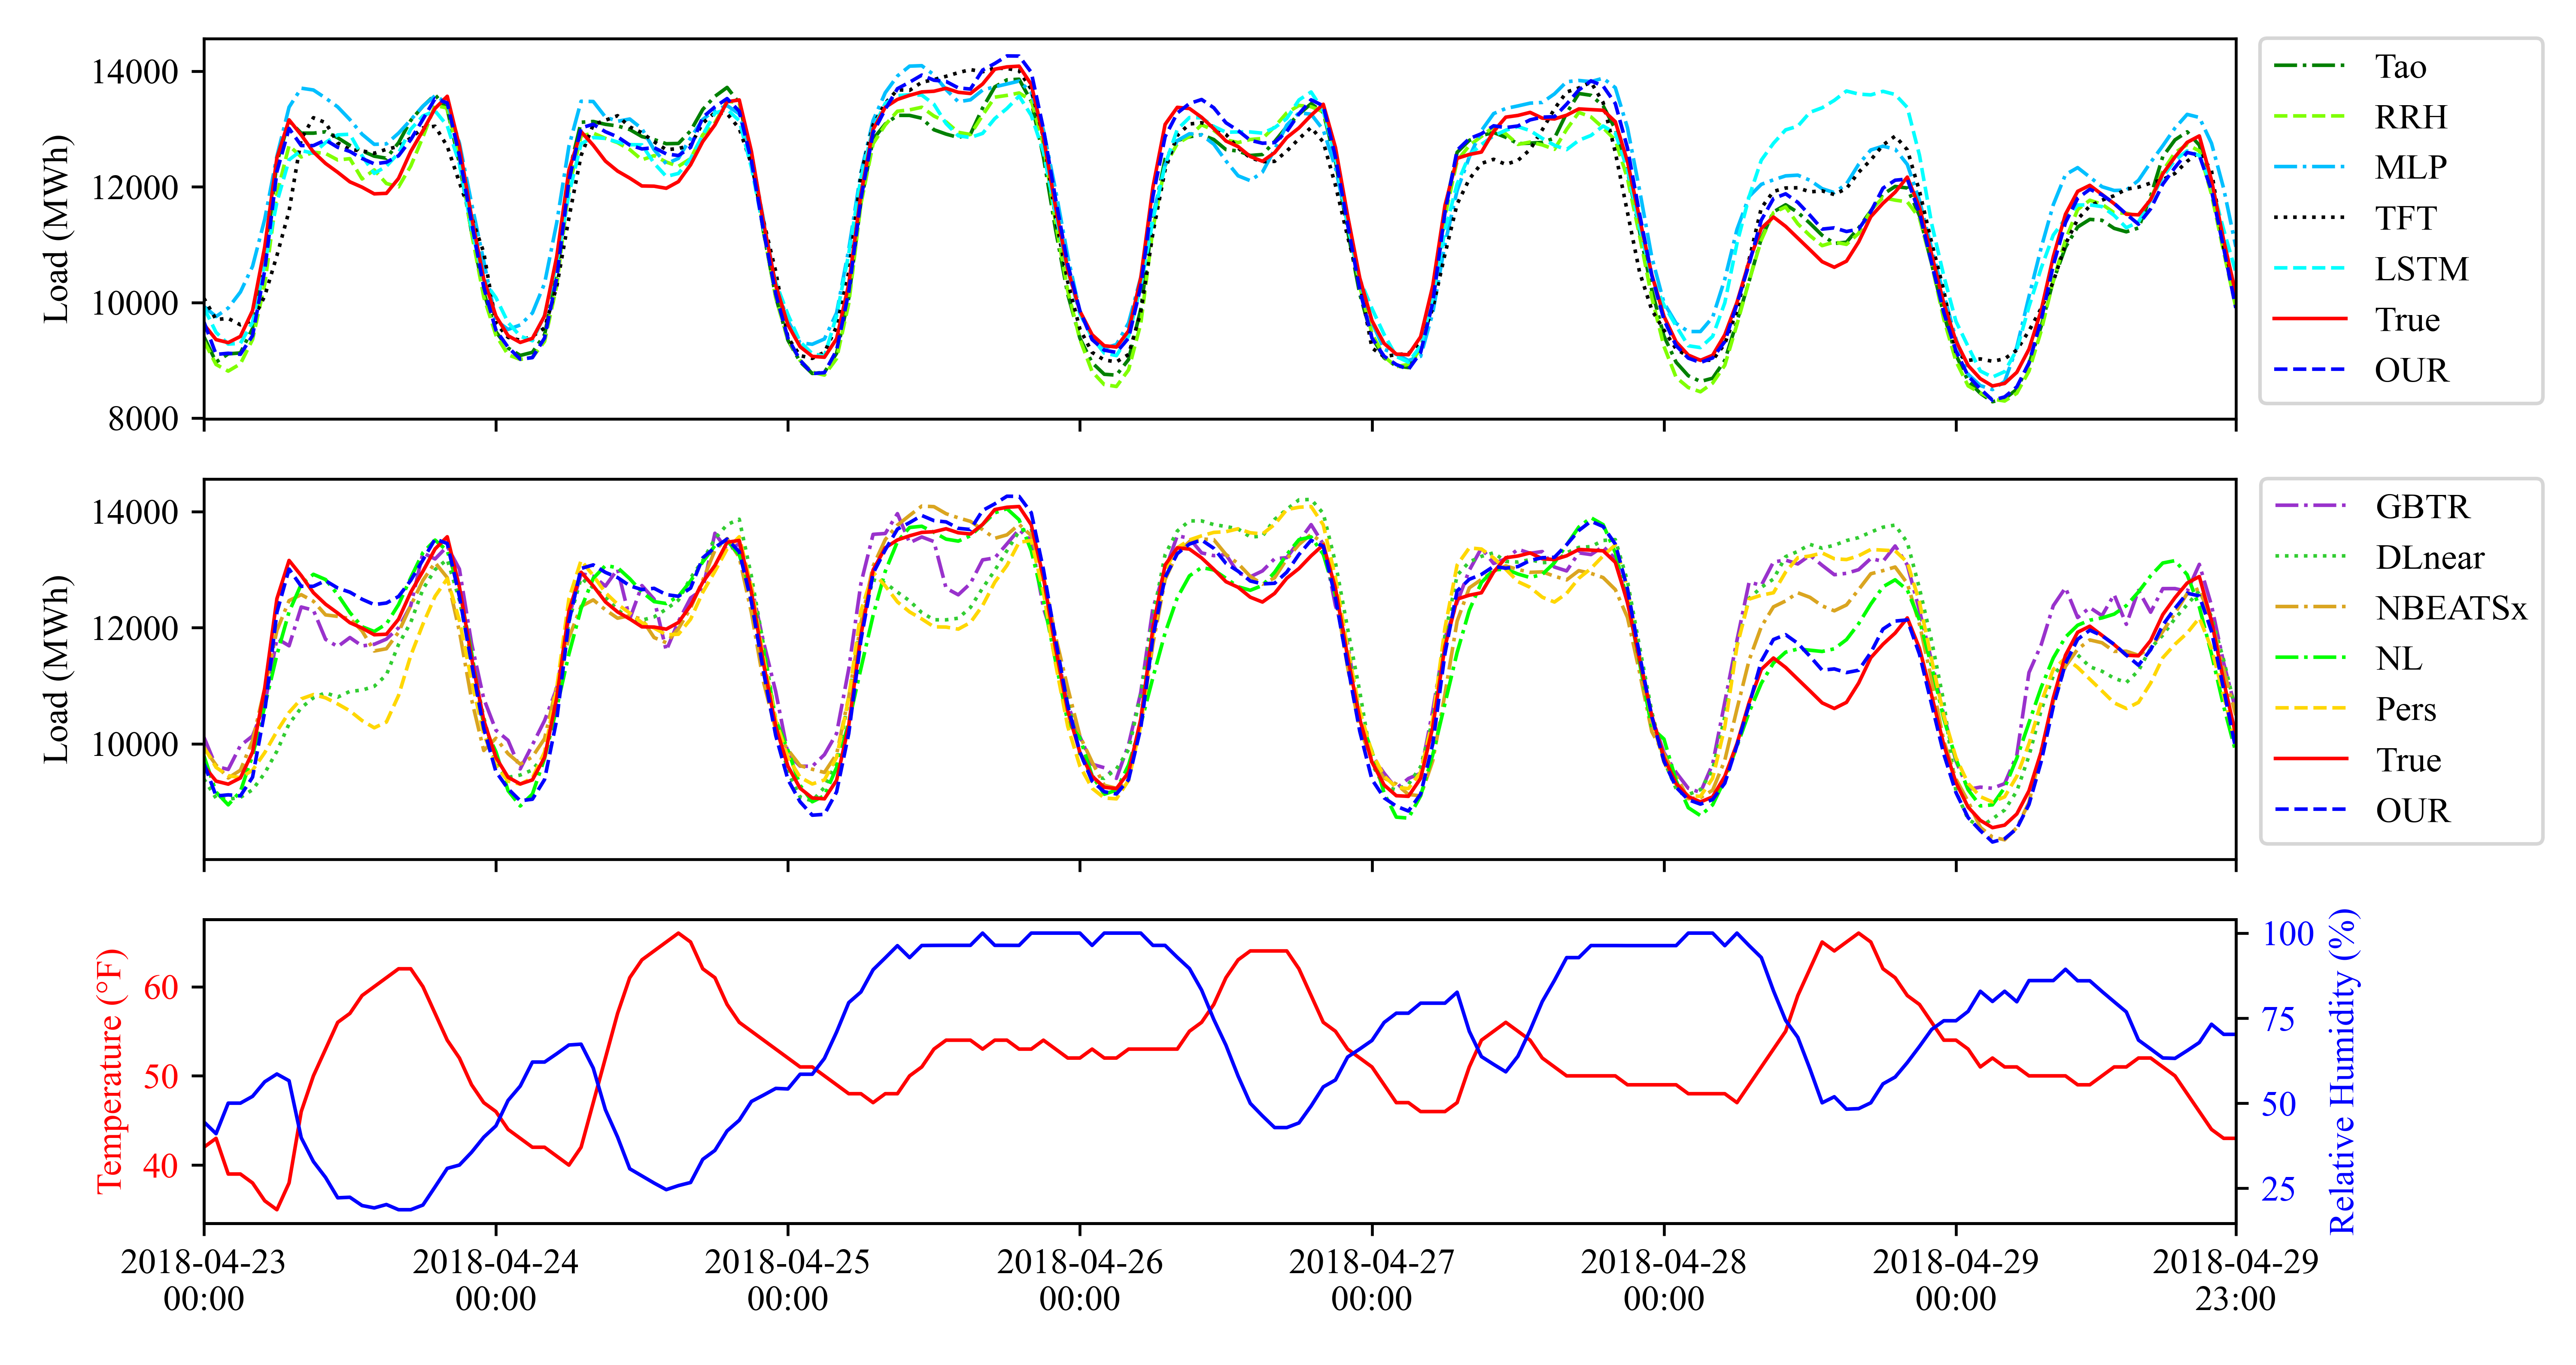 14000
12000
10000
8000
Load (MWh)
Tao
RRH
MLP
TFT
LSTM
True
OUR
14000
12000
10000
Load (MWh)
GBTR
DLnear
NBEATSx
NL
Pers
True
OUR
60
50
40
Temperature (°F)
100
75
50
25
Relative Humidity (%)
2018-04-23
00:00
2018-04-24
00:00
2018-04-25
00:00
2018-04-26
00:00
2018-04-27
00:00
2018-04-28
00:00
2018-04-29
00:00
2018-04-29
23:00